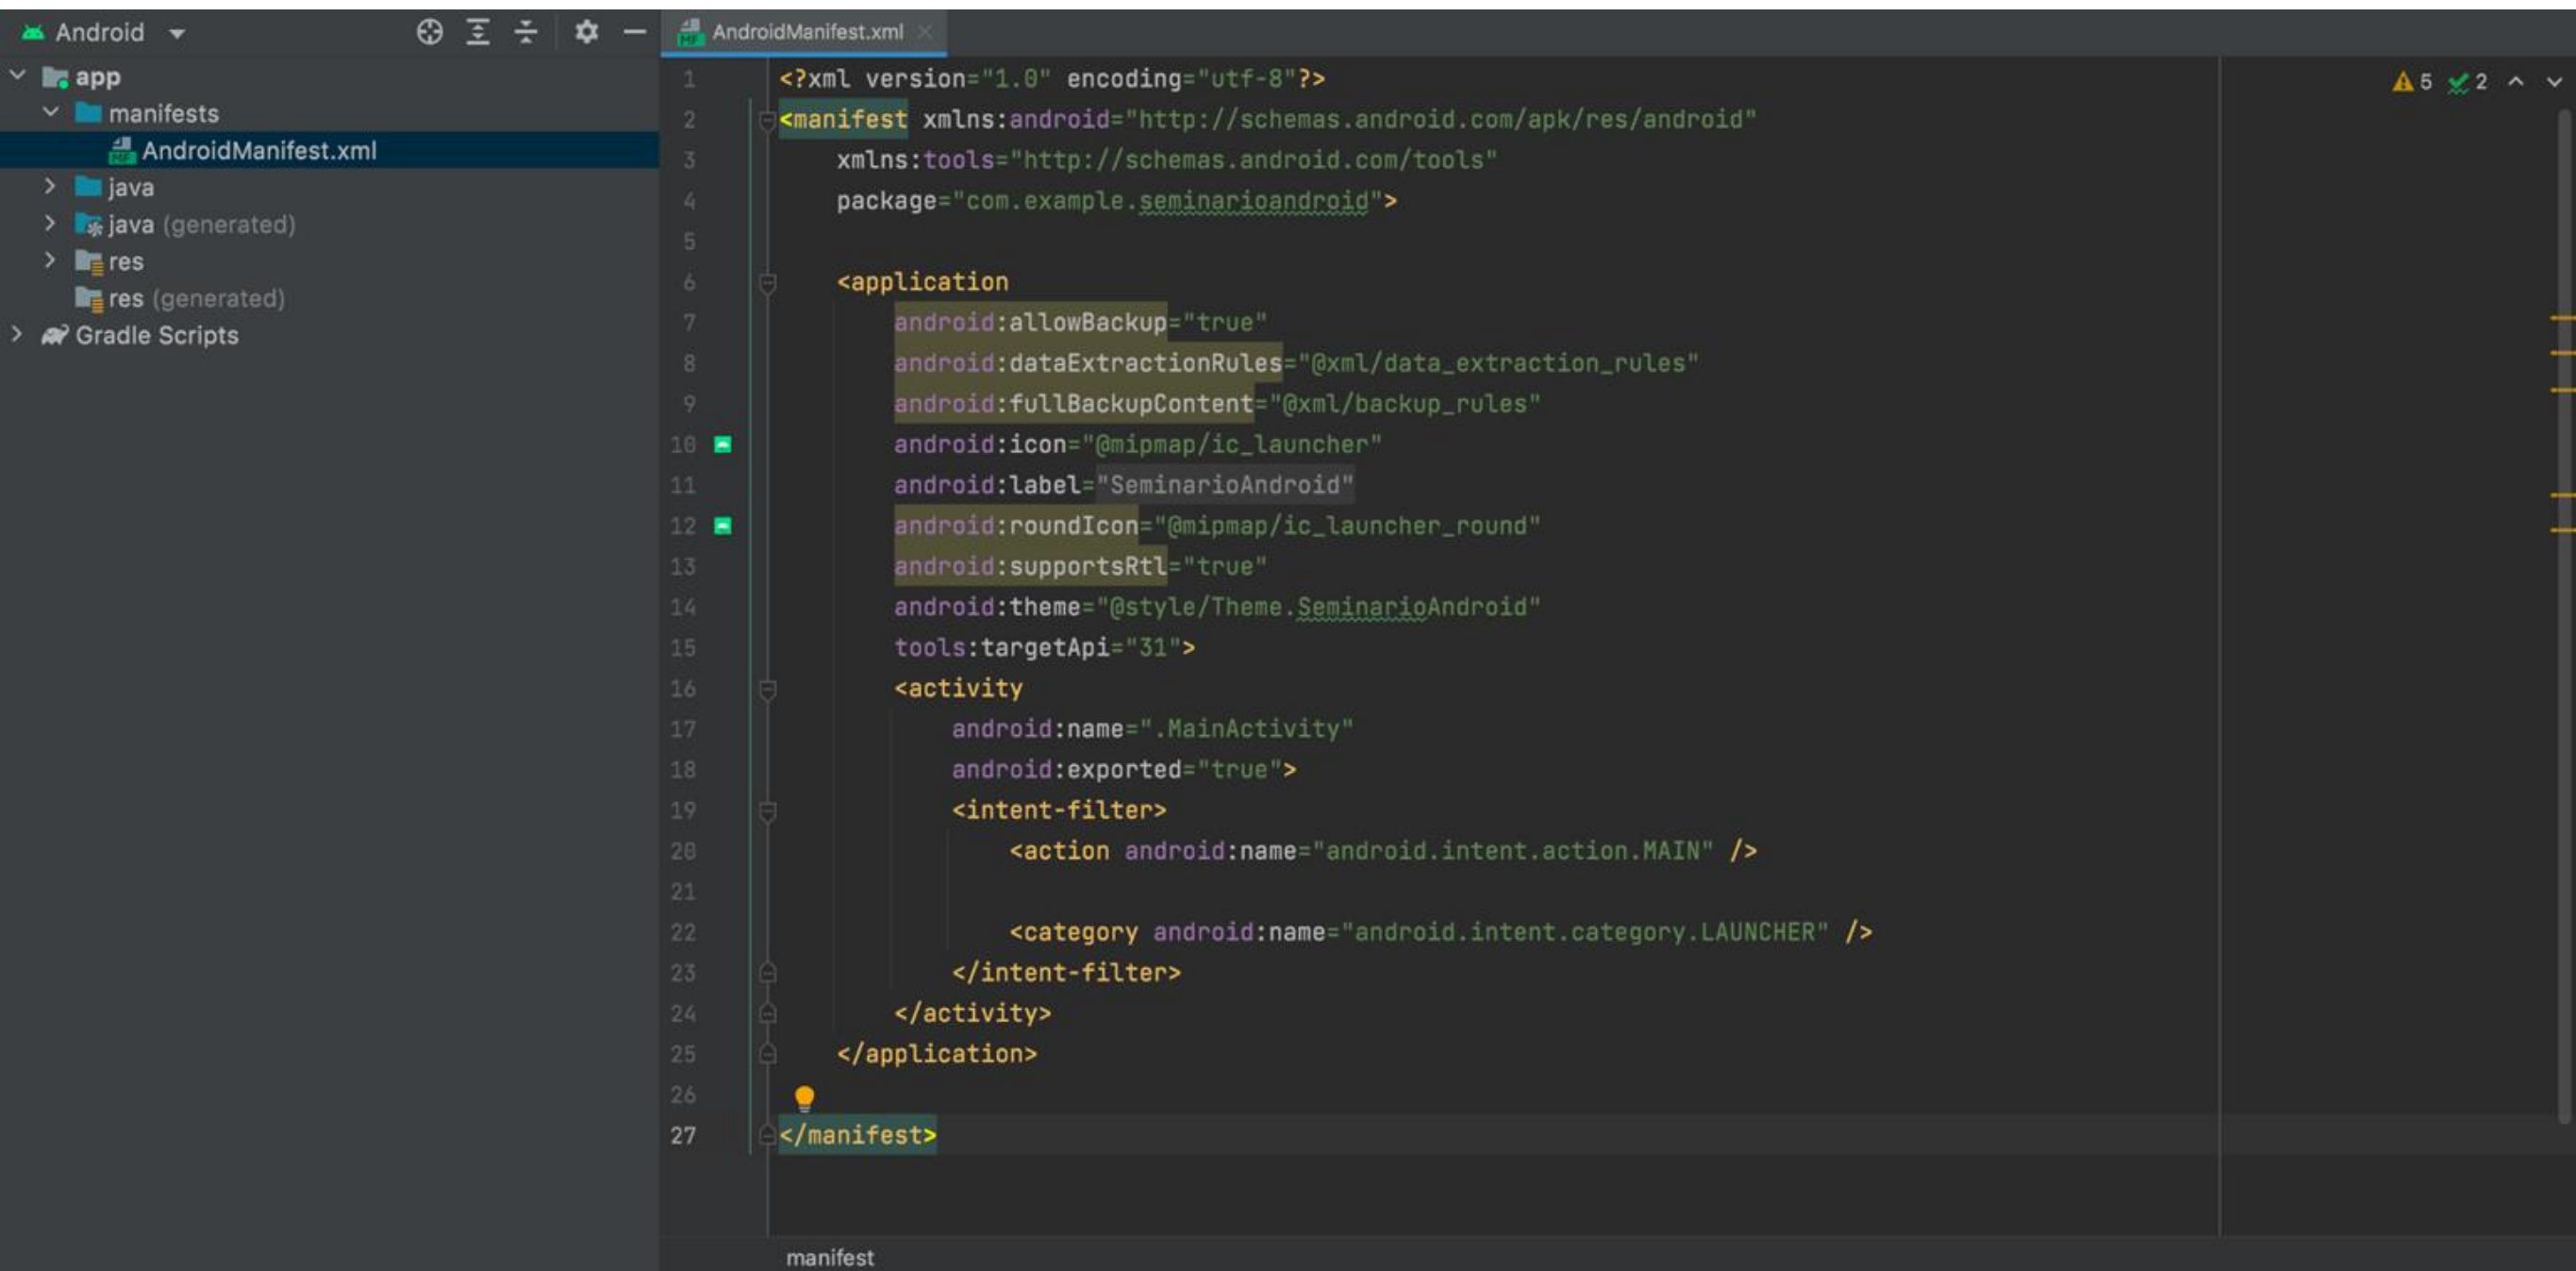 Android
app
manifests
AndroidManifest.xml
java
java (generated)
res
res (generated)
Gradle Scripts
AndroidManifest.xml
5 2
1 <?xml version="1.0" encoding="utf-8"?>
2 <manifest xmlns:android="http://schemas.android.com/apk/res/android"
3 xmlns:tools="http://schemas.android.com/tools"
4 package="com.example.seminarioandroid">
5
6 <application
7 android:allowBackup="true"
8 android:dataExtractionRules="@xml/data_extraction_rules"
9 android:fullBackupContent="@xml/backup_rules"
10 android:icon="@mipmap/ic_launcher"
11 android:label="SeminarioAndroid"
12 android:roundIcon="@mipmap/ic_launcher_round"
13 android:supportsRtl="true"
14 android:theme="@style/Theme.SeminarioAndroid"
15 tools:targetApi="31">
16 <activity
17 android:name=".MainActivity"
18 android:exported="true">
19 <intent-filter>
20 <action android:name="android.intent.action.MAIN" />
21
22 <category android:name="android.intent.category.LAUNCHER" />
23 </intent-filter>
24 </activity>
25 </application>
26
27 </manifest>
manifest